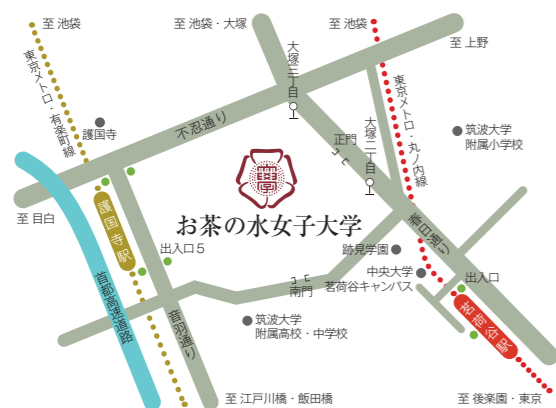 至 池袋
至 池袋・大塚
至 池袋
至 上野
東京メトロ・有楽町線
大塚三丁目
東京メトロ・丸ノ内線
護国寺
不忍通り
正門
大塚二丁目
筑波大学
附属小学校
至 目白
護国寺駅
お茶の水女子大学
春日通り
出入口5
跡見学園
中央大学
茗荷谷キャンパス
出入口
首都高速道路
音羽通り
南門
茗荷谷駅
筑波大学
附属高校・中学校
至 江戸川橋・飯田橋
至 後楽園・東京